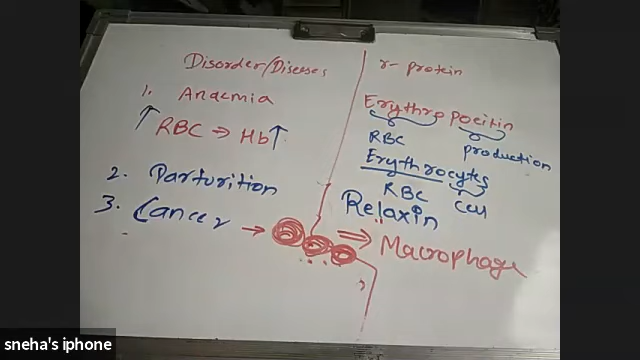 Disorder/Diseases
1. Anaemia
↑ RBC → Hb↑
2. Parturition
3. Cancer →
r- protein
Erythropoeitin
RBC production
Erythrocytes
RBC Cell
Relaxin
⇒ Macrophage
sneha's iphone